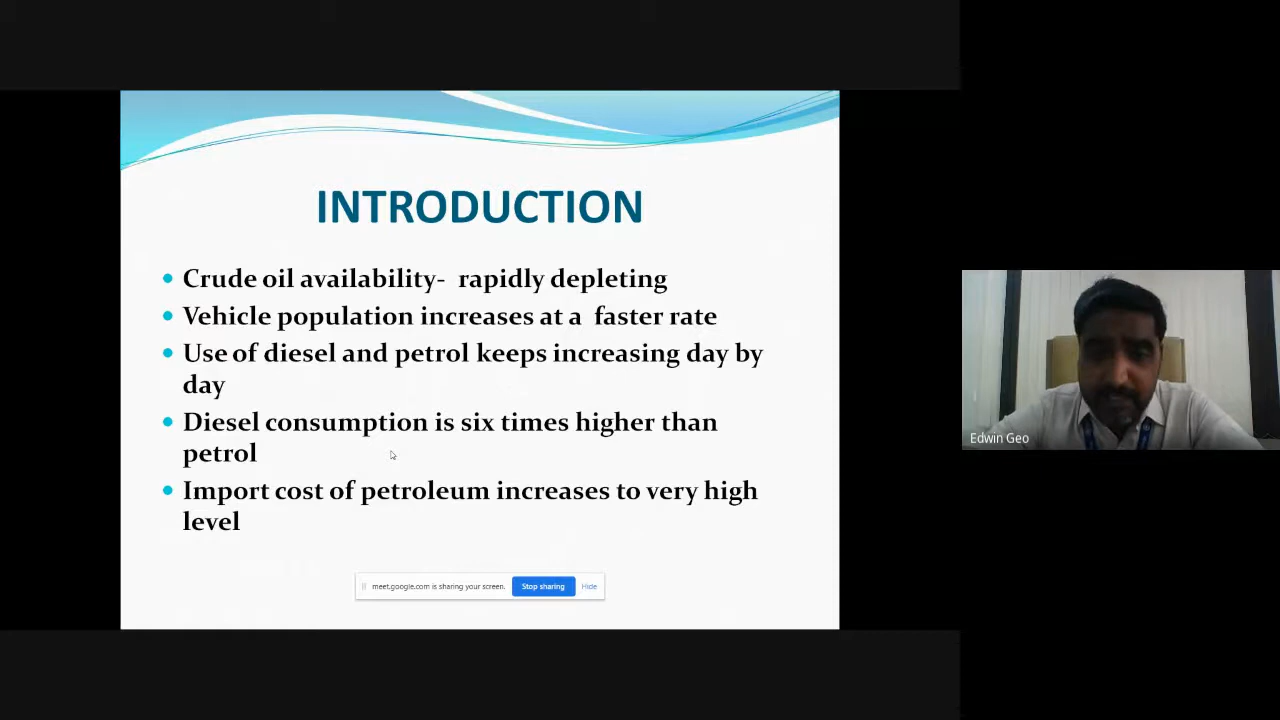 INTRODUCTION
Crude oil availability-  rapidly depleting
Vehicle population increases at a  faster rate
Use of diesel and petrol keeps increasing day by
day
Diesel consumption is six times higher than
petrol
Import cost of petroleum increases to very high
level
meet.google.com is sharing your screen.
Stop sharing
Hide
Edwin Geo